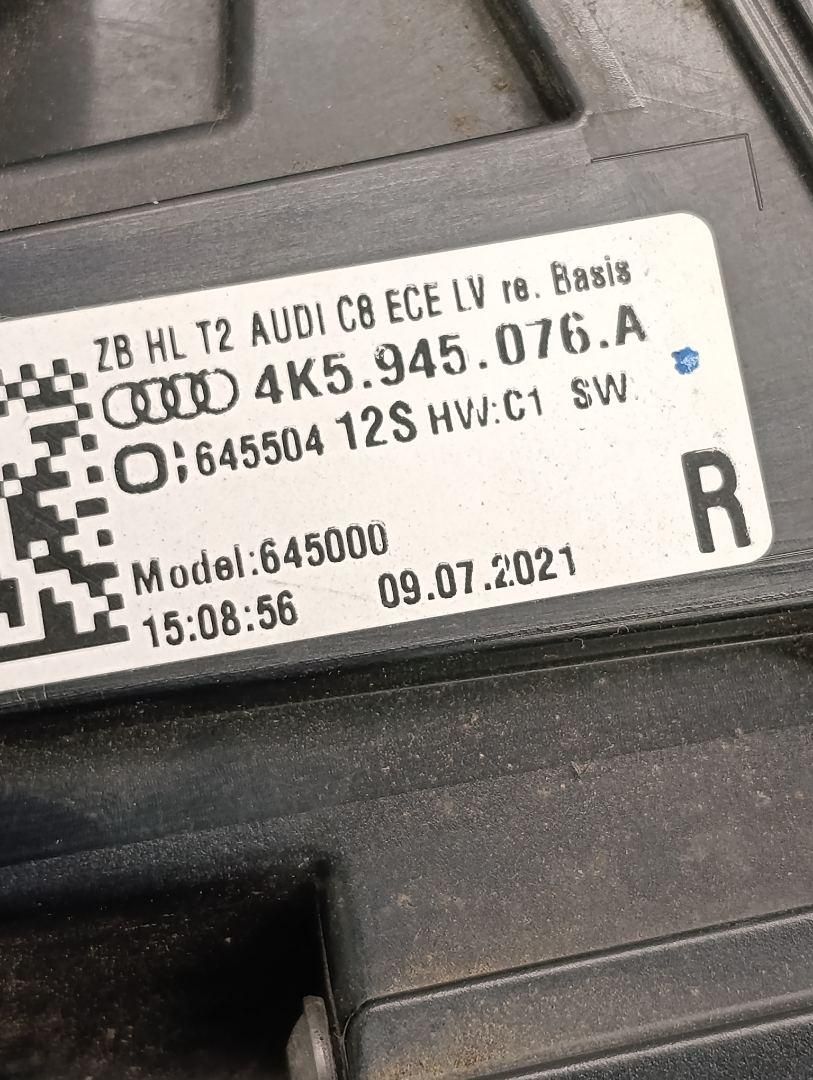 ZB HL T2 AUDI C8 ECE LV re. Basis
4K5.945.076.A
645504 12S HW:C1 SW
R
Model:645000
15:08:56 09.07.2021